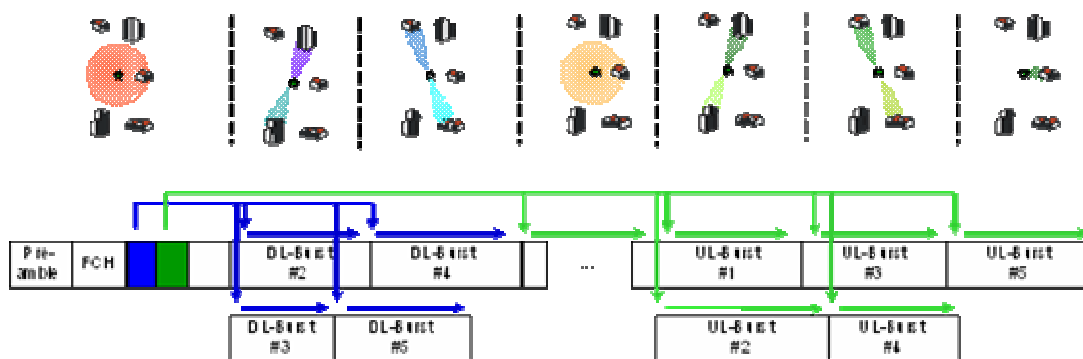 Pre-
amble
FCH
DL-Burst
#2
DL-Burst
#4
...
UL-Burst
#1
UL-Burst
#3
UL-Burst
#5
DL-Burst
#3
DL-Burst
#5
UL-Burst
#2
UL-Burst
#4